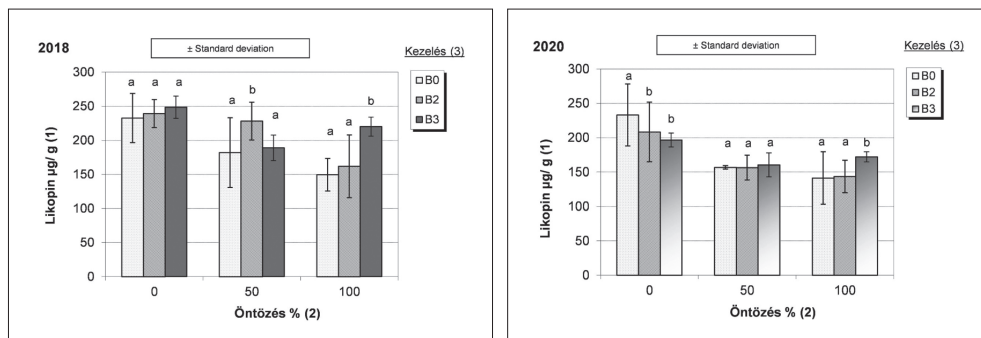 2018
± Standard deviation
Kezelés (3)
B0
B2
B3
Likopin µg/ g (1)
300
250
200
150
100
50
0
a a a
a b a
a a b
0 50 100
Öntözés % (2)
2020
± Standard deviation
Kezelés (3)
B0
B2
B3
Likopin µg/ g (1)
300
250
200
150
100
50
0
a b b
a a a
a a b
0 50 100
Öntözés % (2)